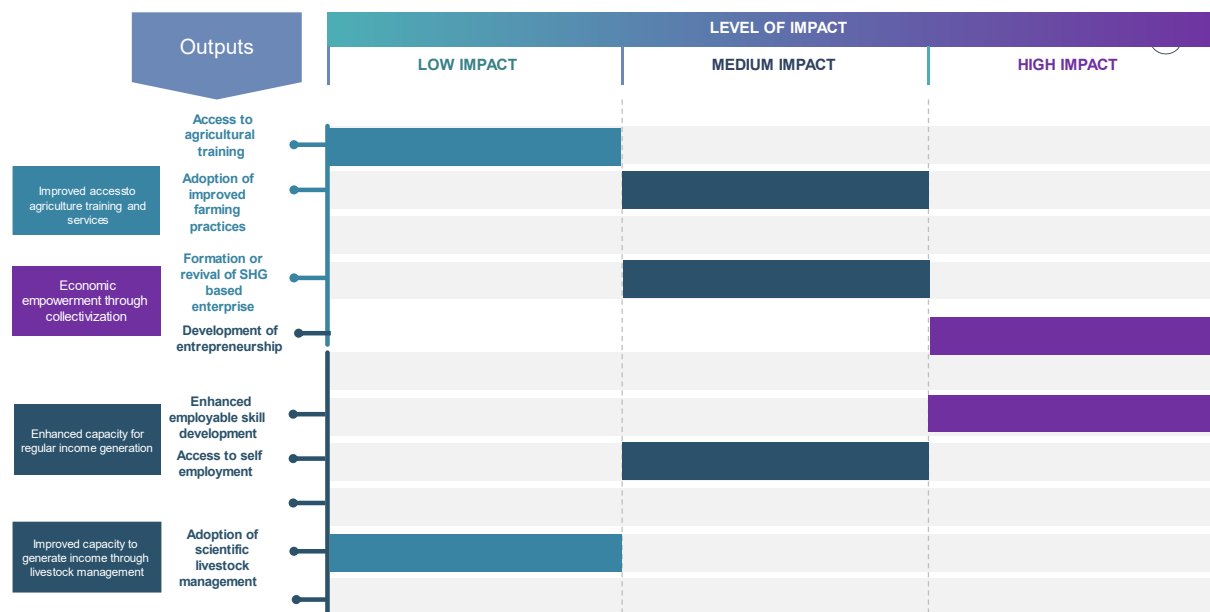 Outputs
LEVEL OF IMPACT
LOW IMPACT
MEDIUM IMPACT
HIGH IMPACT
Access to
agricultural
training
Improved accessto
agriculture training and
services
Adoption of
improved
farming
practices
Economic
empowerment through
collectivization
Formation or
revival of SHG
based
enterprise
Development of
entrepreneurship
Enhanced capacity for
regular income generation
Enhanced
employable skill
development
Access to self
employment
Improved capacity to
generate income through
livestock management
Adoption of
scientific
livestock
management